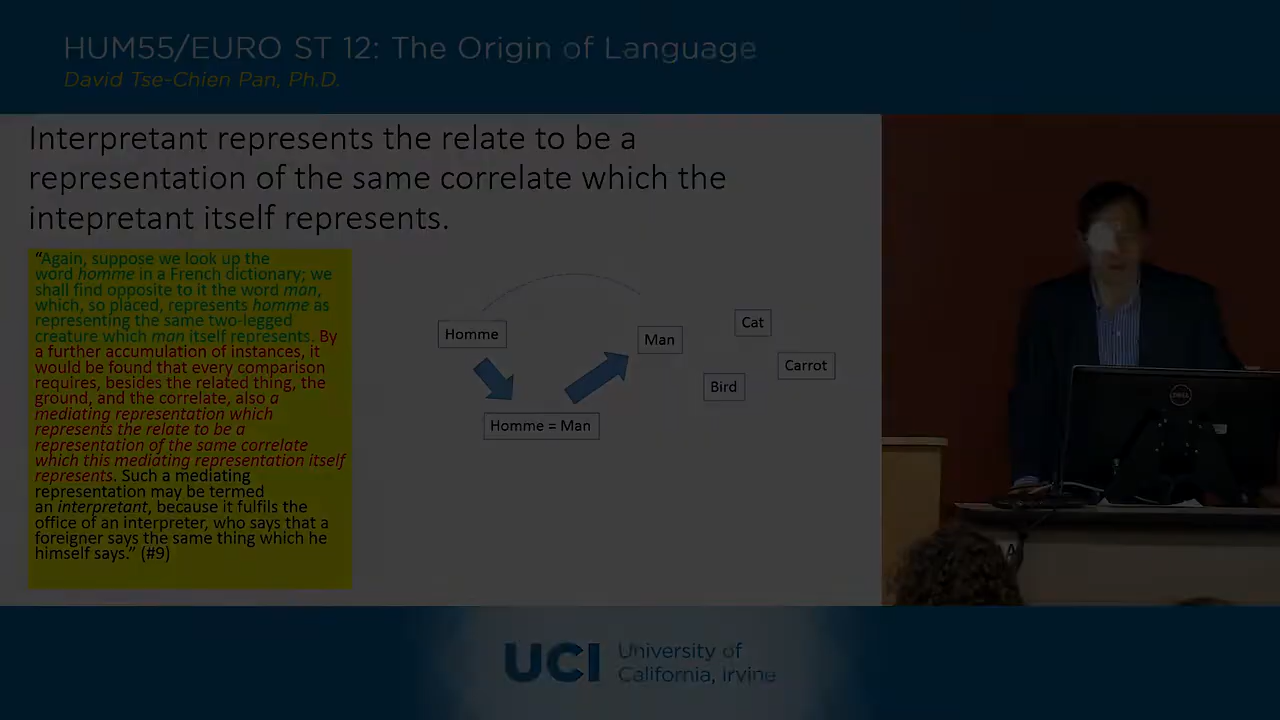 HUM55/EURO ST 12: The Origin of Language
David Tse-Chien Pan, Ph.D.
Interpretant represents the relate to be a
representation of the same correlate which the
intepretant itself represents.
“Again, suppose we look up the
word homme in a French dictionary; we
shall find opposite to it the word man,
which, so placed, represents homme as
representing the same two-legged
creature which man itself represents. By
a further accumulation of instances, it
would be found that every comparison
requires, besides the related thing, the
ground, and the correlate, also a
mediating representation which
represents the relate to be a
representation of the same correlate
which this mediating representation itself
represents. Such a mediating
representation may be termed
an interpretant, because it fulfils the
office of an interpreter, who says that a
foreigner says the same thing which he
himself says.” (#9)
Homme
Man
Cat
Carrot
Bird
Homme = Man
DELL
UCI University of
California, Irvine